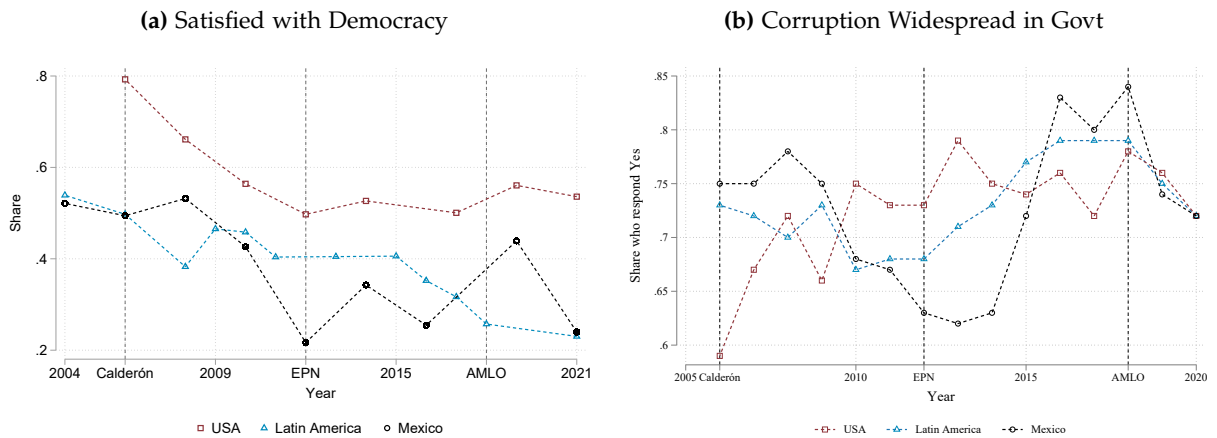 (a) Satisfied with Democracy
.8
.6
.4
.2
Share
2004 Calderón 2009 EPN 2015 AMLO 2021
Year
USA Latin America Mexico
(b) Corruption Widespread in Govt
.85
.8
.75
.7
.65
.6
Share who respond Yes
2005 Calderón 2010 EPN 2015 AMLO 2020
Year
USA Latin America Mexico